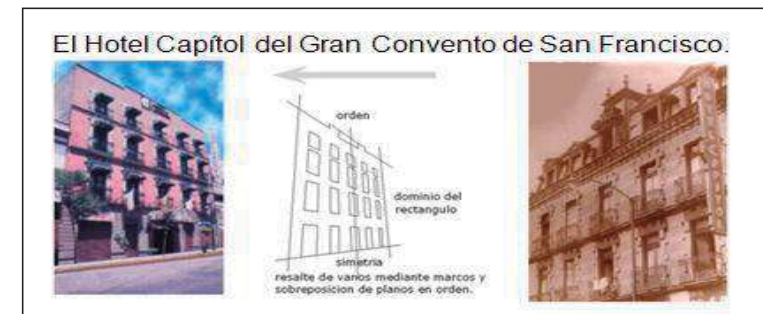 El Hotel Capítol del Gran Convento de San Francisco.
orden
dominio del
rectangulo
simetria
resalte de vanos mediante marcos y
sobreposicion de planos en orden.